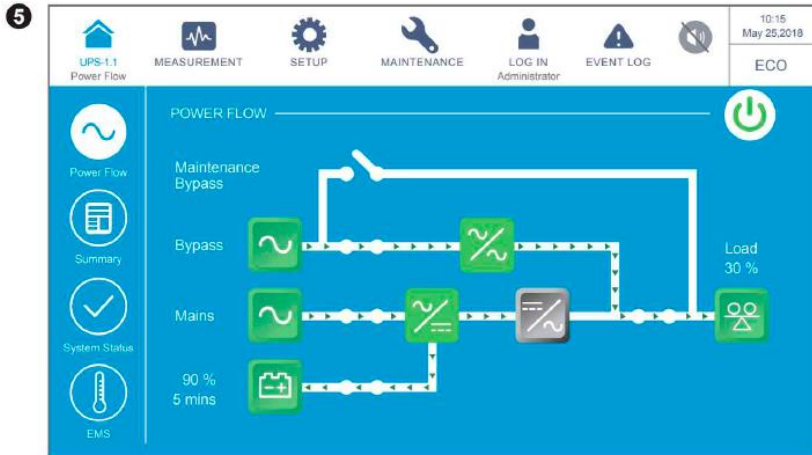 5
10:15
May 25,2018
UPS-1.1
Power Flow
MEASUREMENT
SETUP
MAINTENANCE
LOG IN
Administrator
EVENT LOG
ECO
POWER FLOW
Power Flow
Summary
System Status
EMS
Maintenance
Bypass
Bypass
Mains
90 %
5 mins
Load
30 %